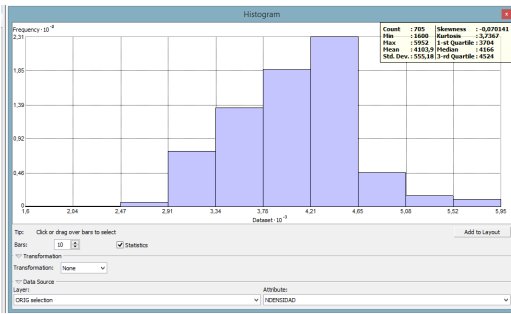 Histogram
x
Frequency · 10⁻³
2,31
1,85
1,39
0,92
0,46
0
1,6 2,04 2,47 2,91 3,34 3,78 4,21 4,65 5,08 5,52 5,95
Dataset · 10⁻³
Count : 705 Skewness : -0,070141
Min : 1600 Kurtosis : 3,7367
Max : 5952 1-st Quartile : 3704
Mean : 4103,9 Median : 4166
Std. Dev. : 555,18 3-rd Quartile : 4524
Tip: Click or drag over bars to select
Add to Layout
Bars: 10 Statistics
Transformation
Transformation: None
Data Source
Layer: Attribute:
ORIG selection NDENSIDAD